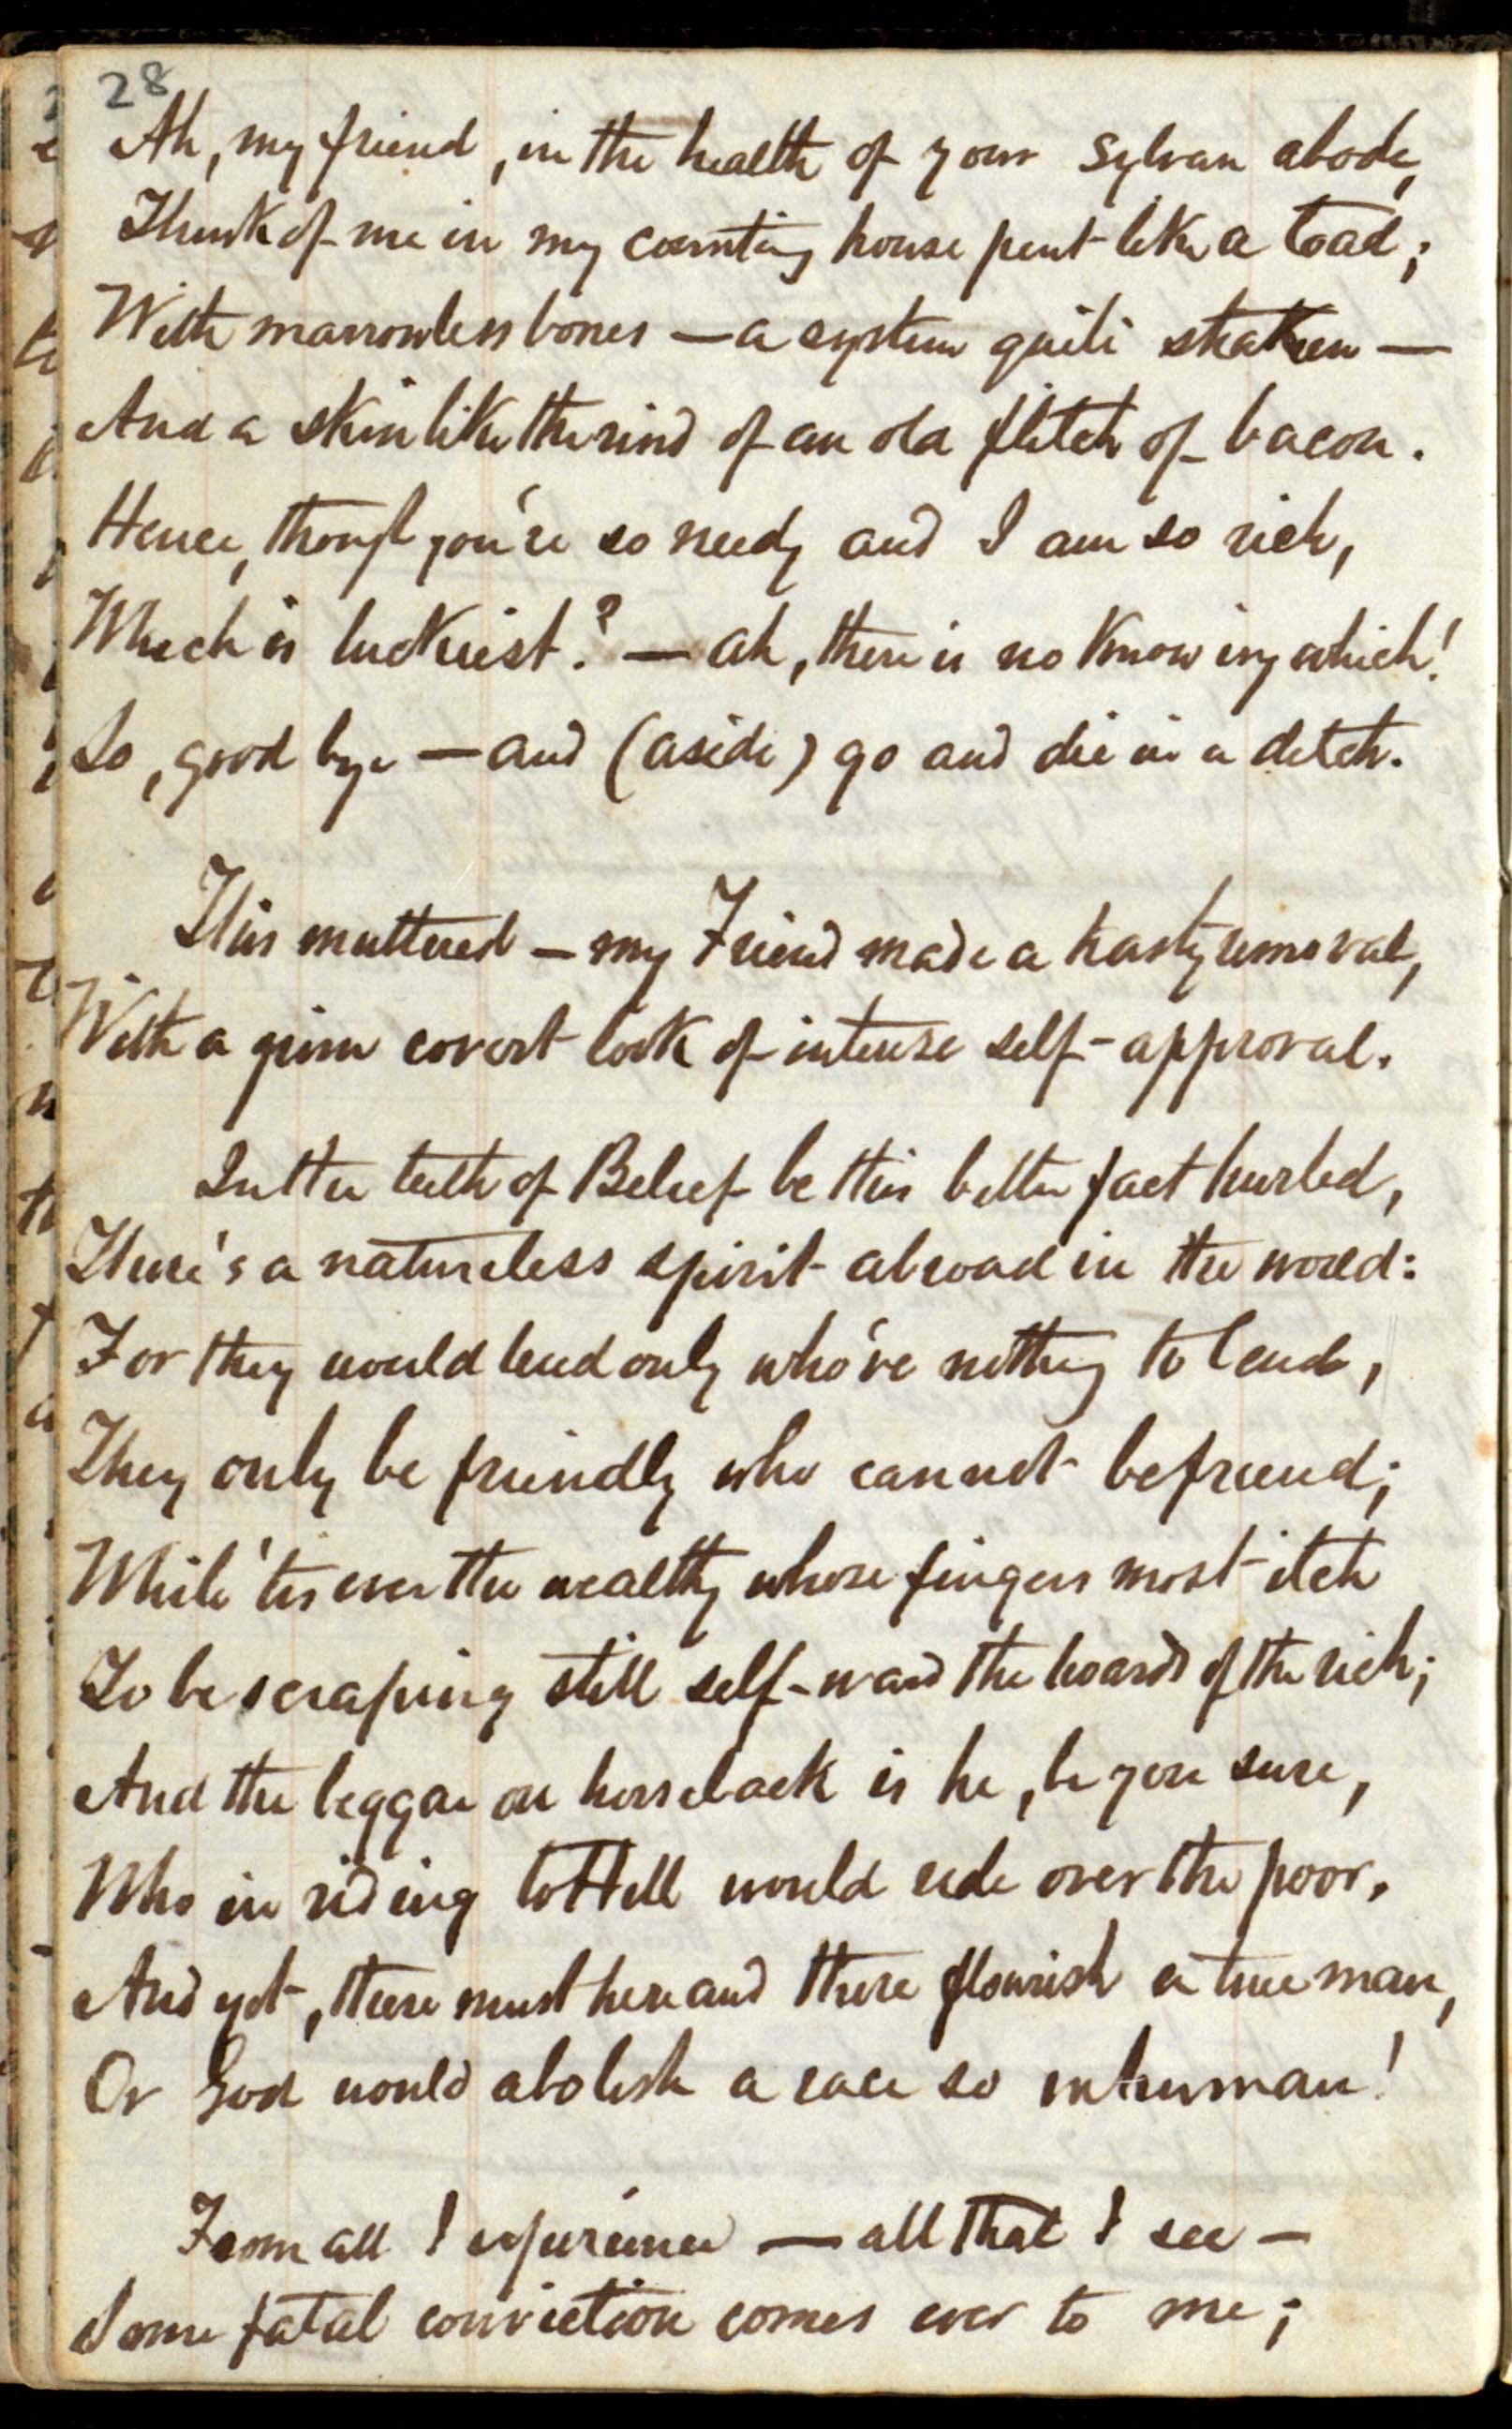 28
Ah, my friend, in the health of your sylvan abode,
Think of me in my counting house pent like a toad;
With marrowless bones — a system quite shaken —
And a skin like the rind of an old flitch of bacon.
Hence, though you're so needy and I am so rich,
Which is luckiest? — ah, there is no knowing which!
So, good bye — and (aside) go and die in a ditch.
This muttered — my Friend made a hasty removal,
With a grim covert look of intense self-approval.
In the teeth of Belief be this bitter fact hurled,
There's a natureless spirit abroad in the world:
For they would lend only who've nothing to lend,
They only be friendly who cannot befriend;
While 'tis ever the wealthy whose fingers most itch
To be scraping still self-ward the hoards of the rich;
And the beggar on horseback is he, be you sure,
Who in riding to Hell would ride over the poor.
And yet, there must here and there flourish a true man,
Or God would abolish a race so inhuman!
From all I experience — all that I see —
Some fatal conviction comes ever to me;